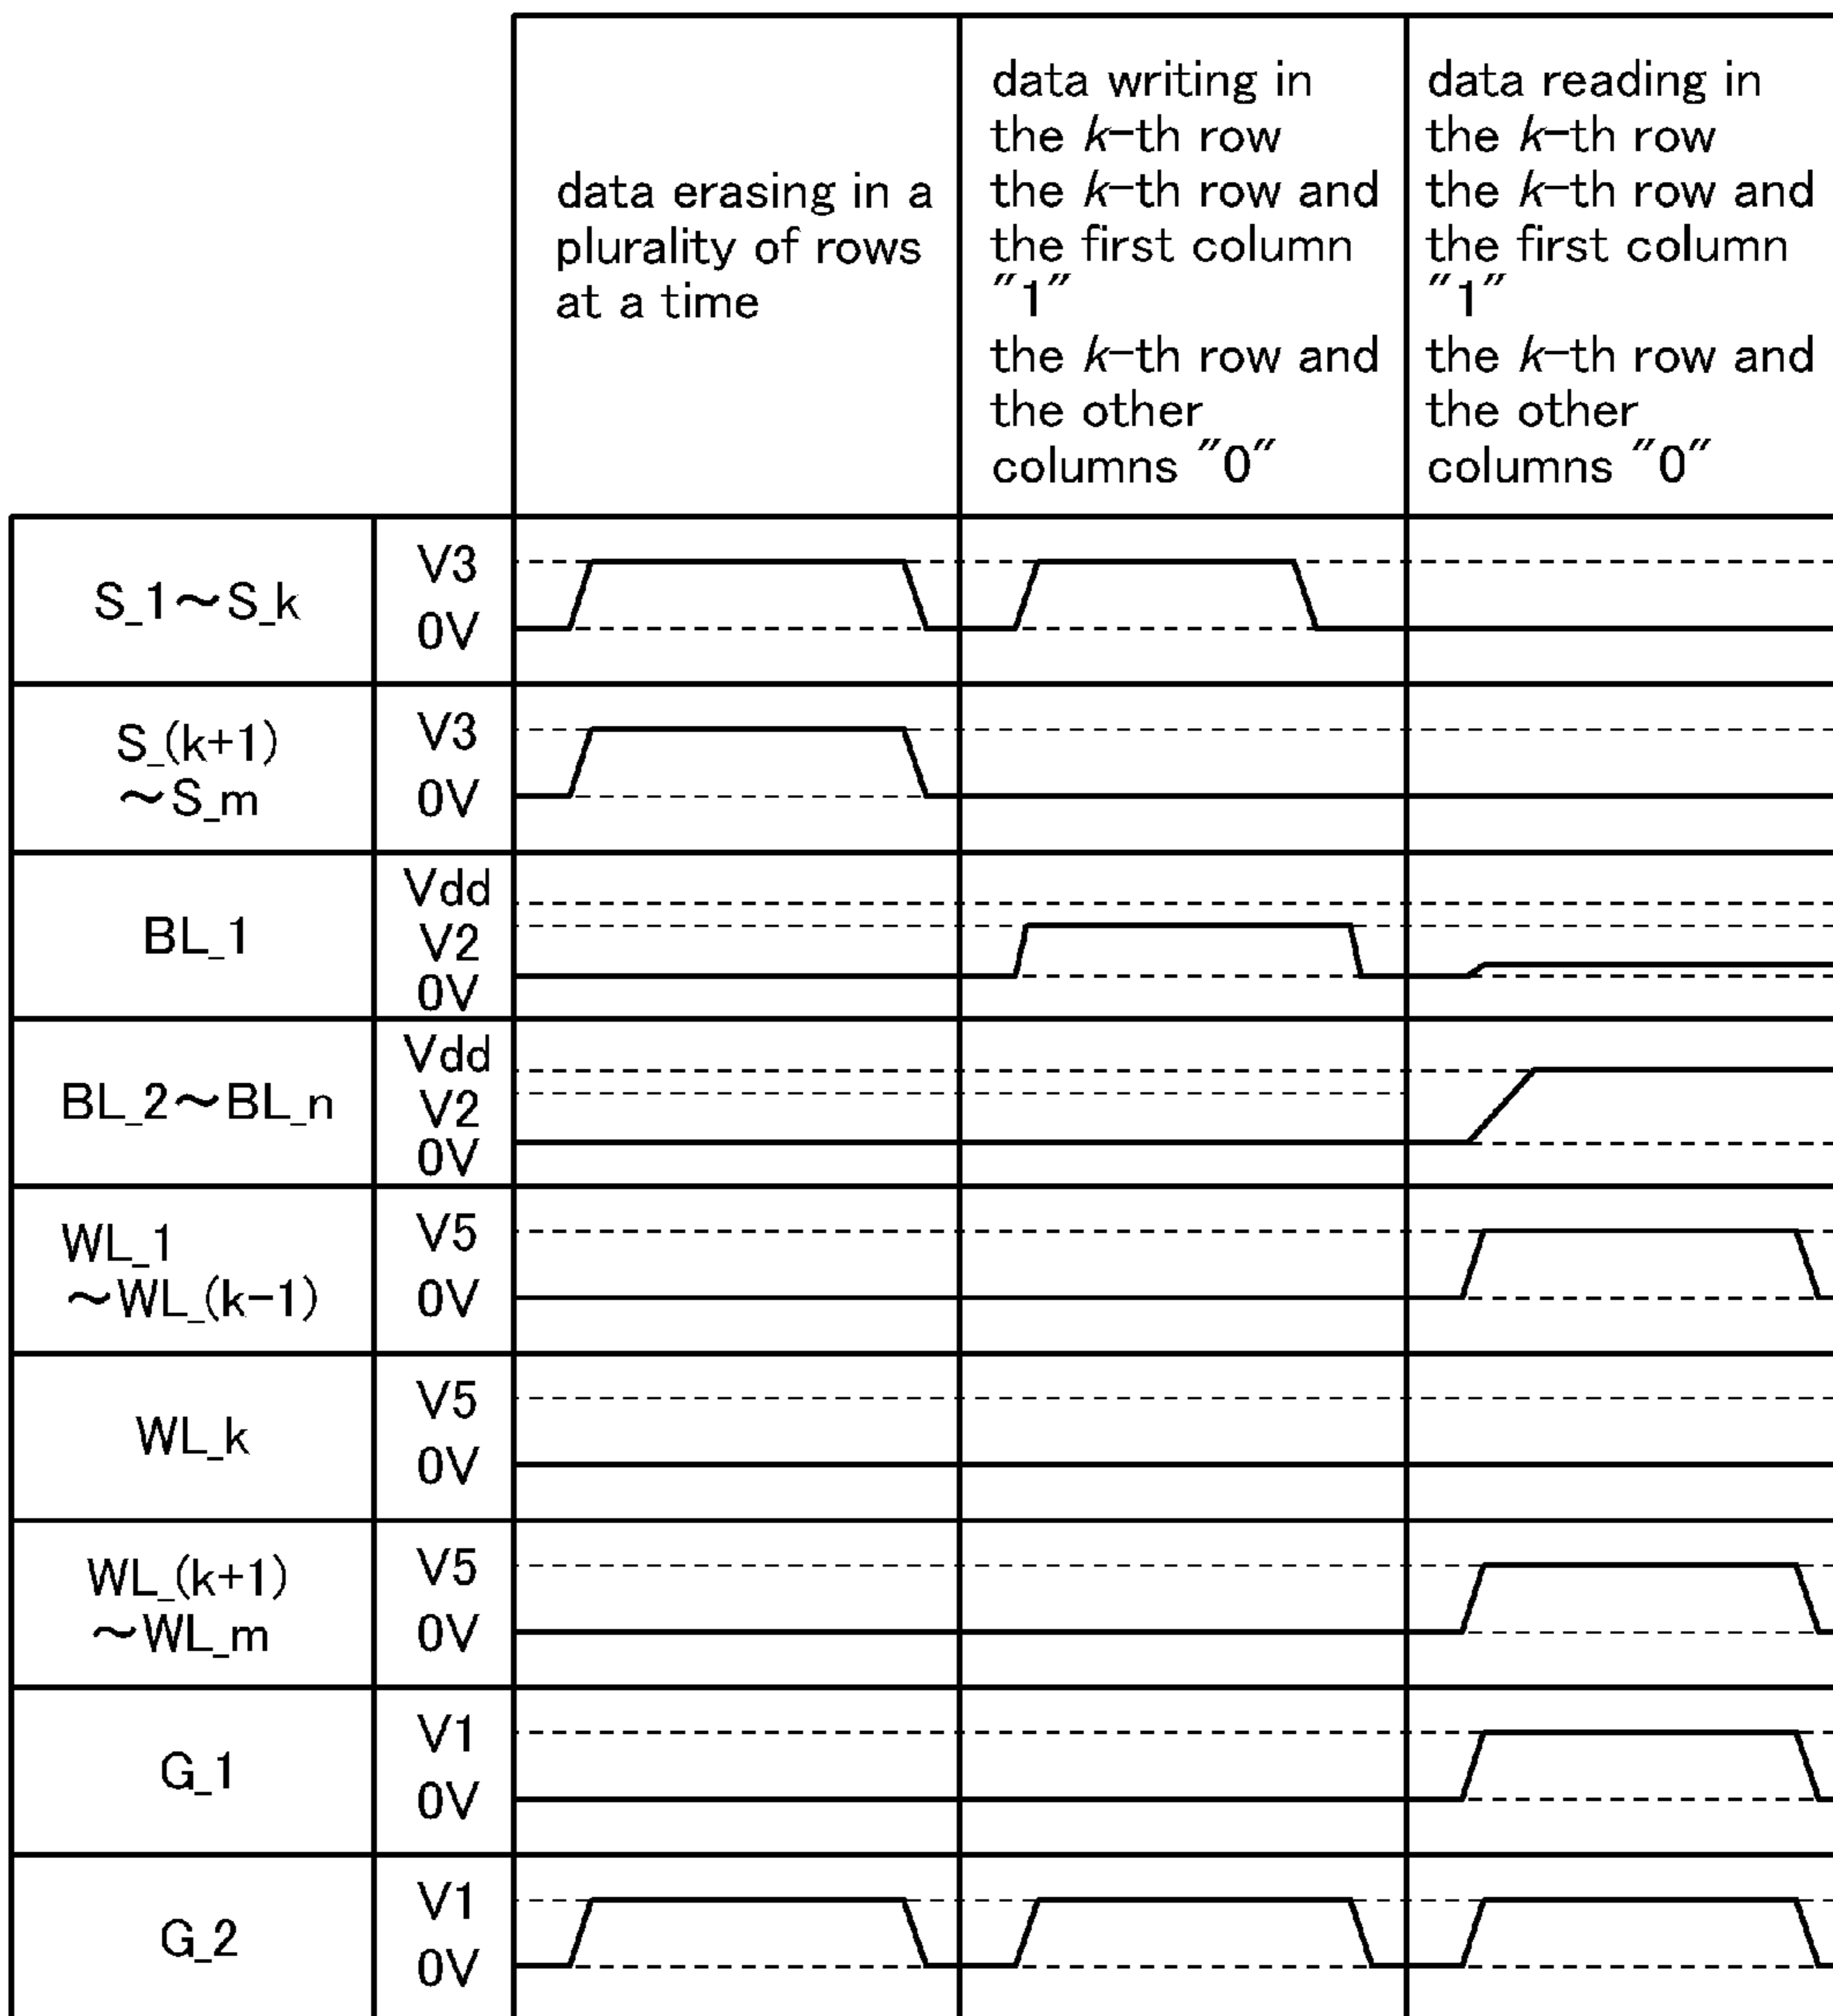 data erasing in a
plurality of rows
at a time
data writing in
the k-th row
the k-th row and
the first column
"1"
the k-th row and
the other
columns "0"
data reading in
the k-th row
the k-th row and
the first column
"1"
the k-th row and
the other
columns "0"
S_1~S_k
V3
0V
S_(k+1)
~S_m
V3
0V
BL_1
Vdd
V2
0V
BL_2~BL_n
Vdd
V2
0V
WL_1
~WL_(k-1)
V5
0V
WL_k
V5
0V
WL_(k+1)
~WL_m
V5
0V
G_1
V1
0V
G_2
V1
0V